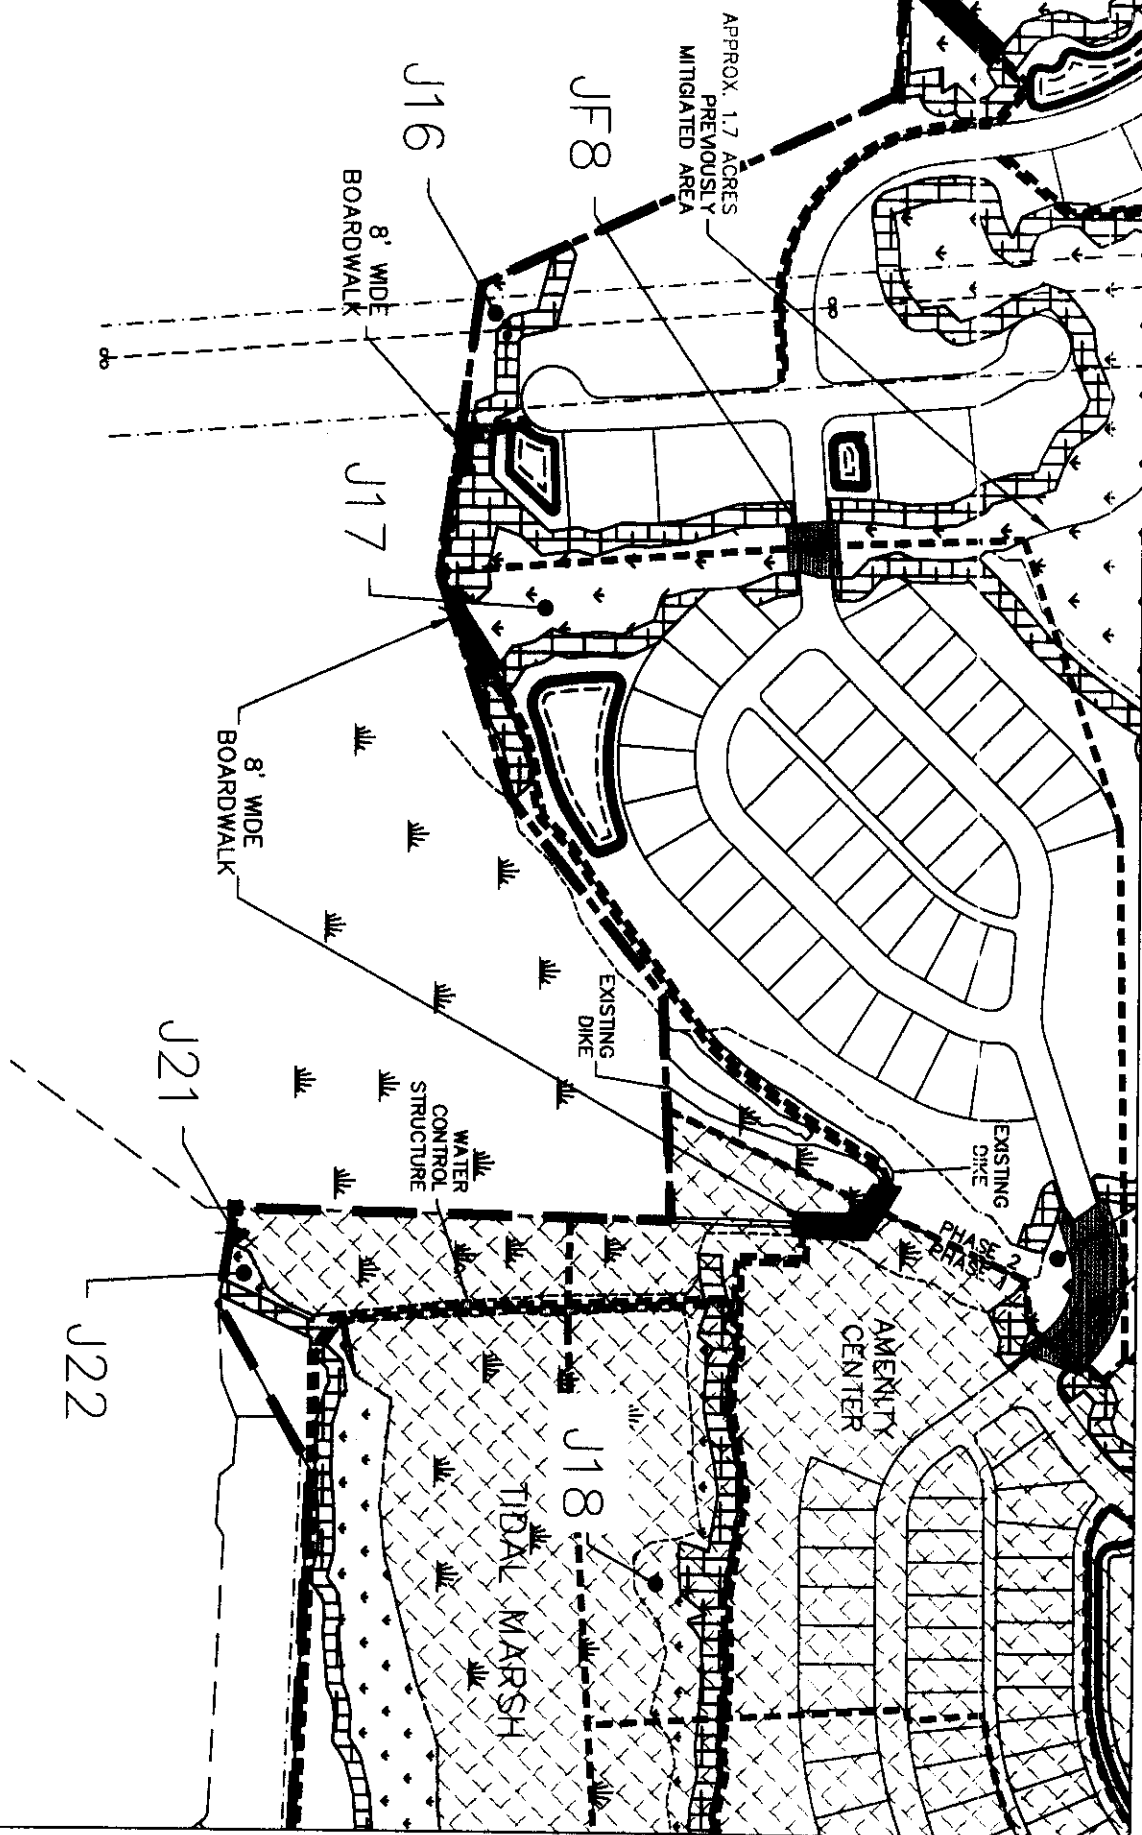 APPROX. 1.7 ACRES
PREVIOUSLY
MITIGIATED AREA
JF8
J16
8' WIDE
BOARDWALK
J17
8' WIDE
BOARDWALK
EXISTING
DIKE
EXISTING
DIKE
PHASE 2
PHASE 1
WATER
CONTROL
STRUCTURE
AMENITY
CENTER
J21
J22
J18
TIDAL MARSH